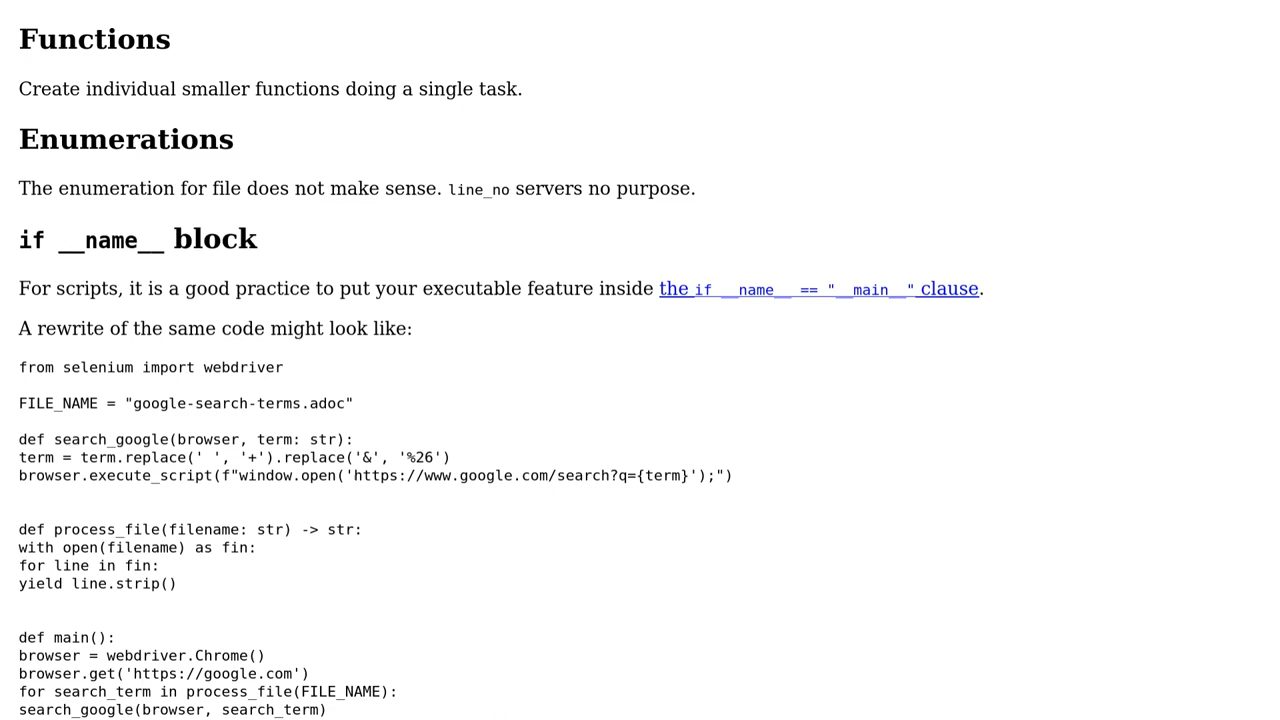 Functions
Create individual smaller functions doing a single task.
Enumerations
The enumeration for file does not make sense. line_no servers no purpose.
if __name__ block
For scripts, it is a good practice to put your executable feature inside the if __name__ == "__main__" clause.
A rewrite of the same code might look like:
from selenium import webdriver
FILE_NAME = "google-search-terms.adoc"
def search_google(browser, term: str):
term = term.replace(' ', '+').replace('&', '%26')
browser.execute_script(f"window.open('https://www.google.com/search?q={term}');")
def process_file(filename: str) -> str:
with open(filename) as fin:
for line in fin:
yield line.strip()
def main():
browser = webdriver.Chrome()
browser.get('https://google.com')
for search_term in process_file(FILE_NAME):
search_google(browser, search_term)